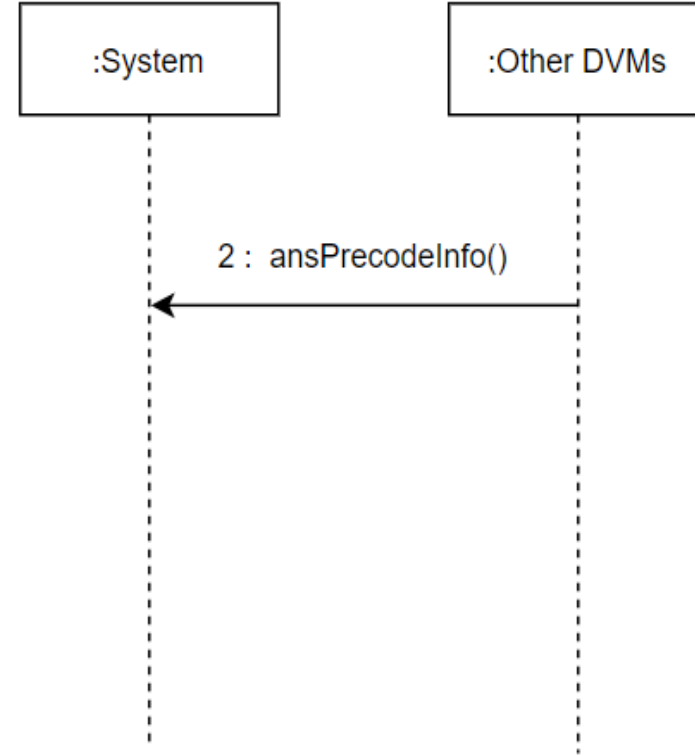 :System
:Other DVMs
2 : ansPrecodeInfo()